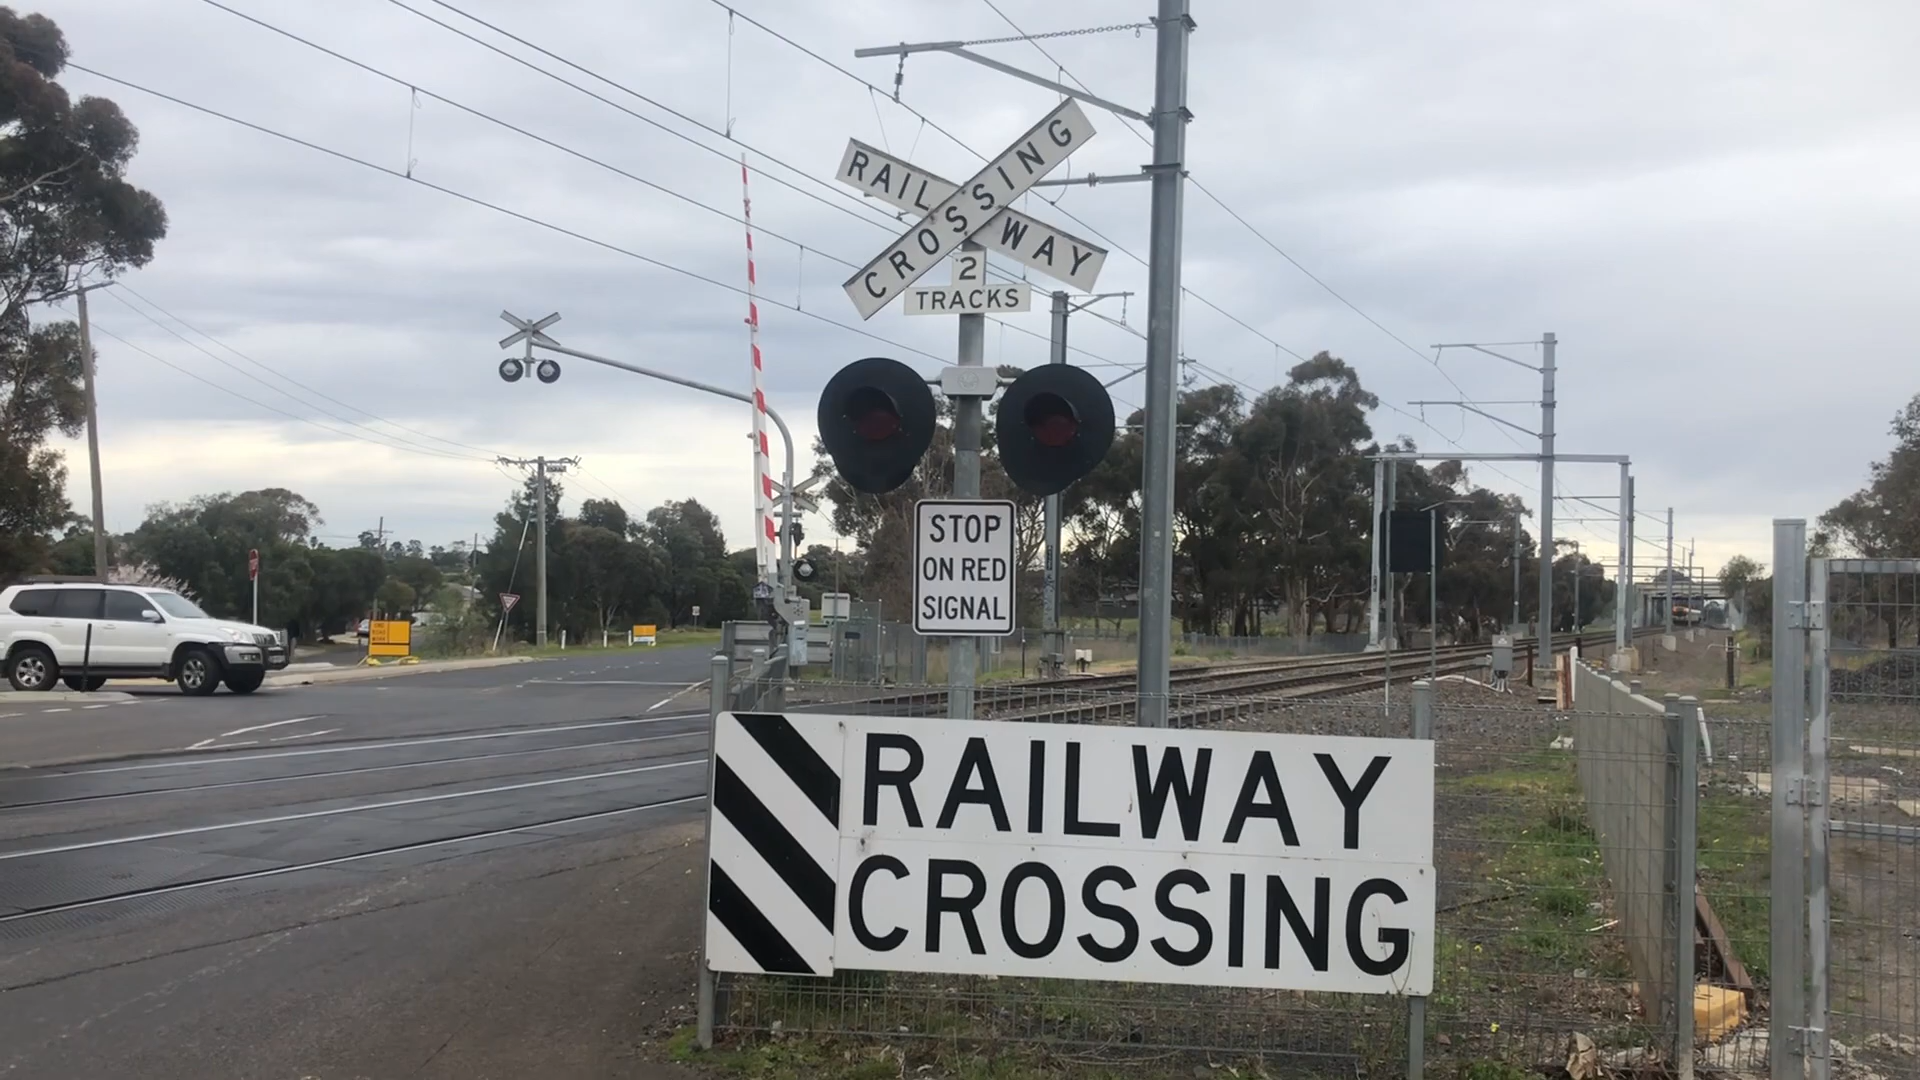 RAILWAY
CROSSING
2
TRACKS
STOP
ON RED
SIGNAL
RAILWAY
CROSSING